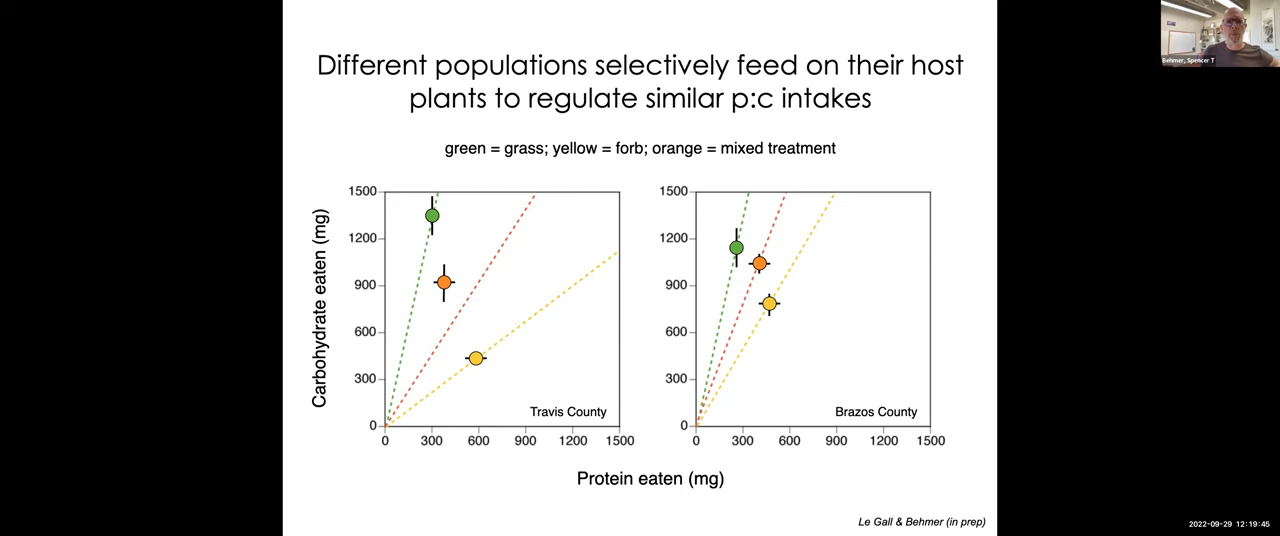 Different populations selectively feed on their host
plants to regulate similar p:c intakes
green = grass; yellow = forb; orange = mixed treatment
Carbohydrate eaten (mg)
1500
1200
900
600
300
0
Travis County
0 300 600 900 1200 1500
1500
1200
900
600
300
0
Brazos County
0 300 600 900 1200 1500
Protein eaten (mg)
Le Gall & Behmer (in prep)
Behmer, Spencer T
2022-09-29 12:19:45